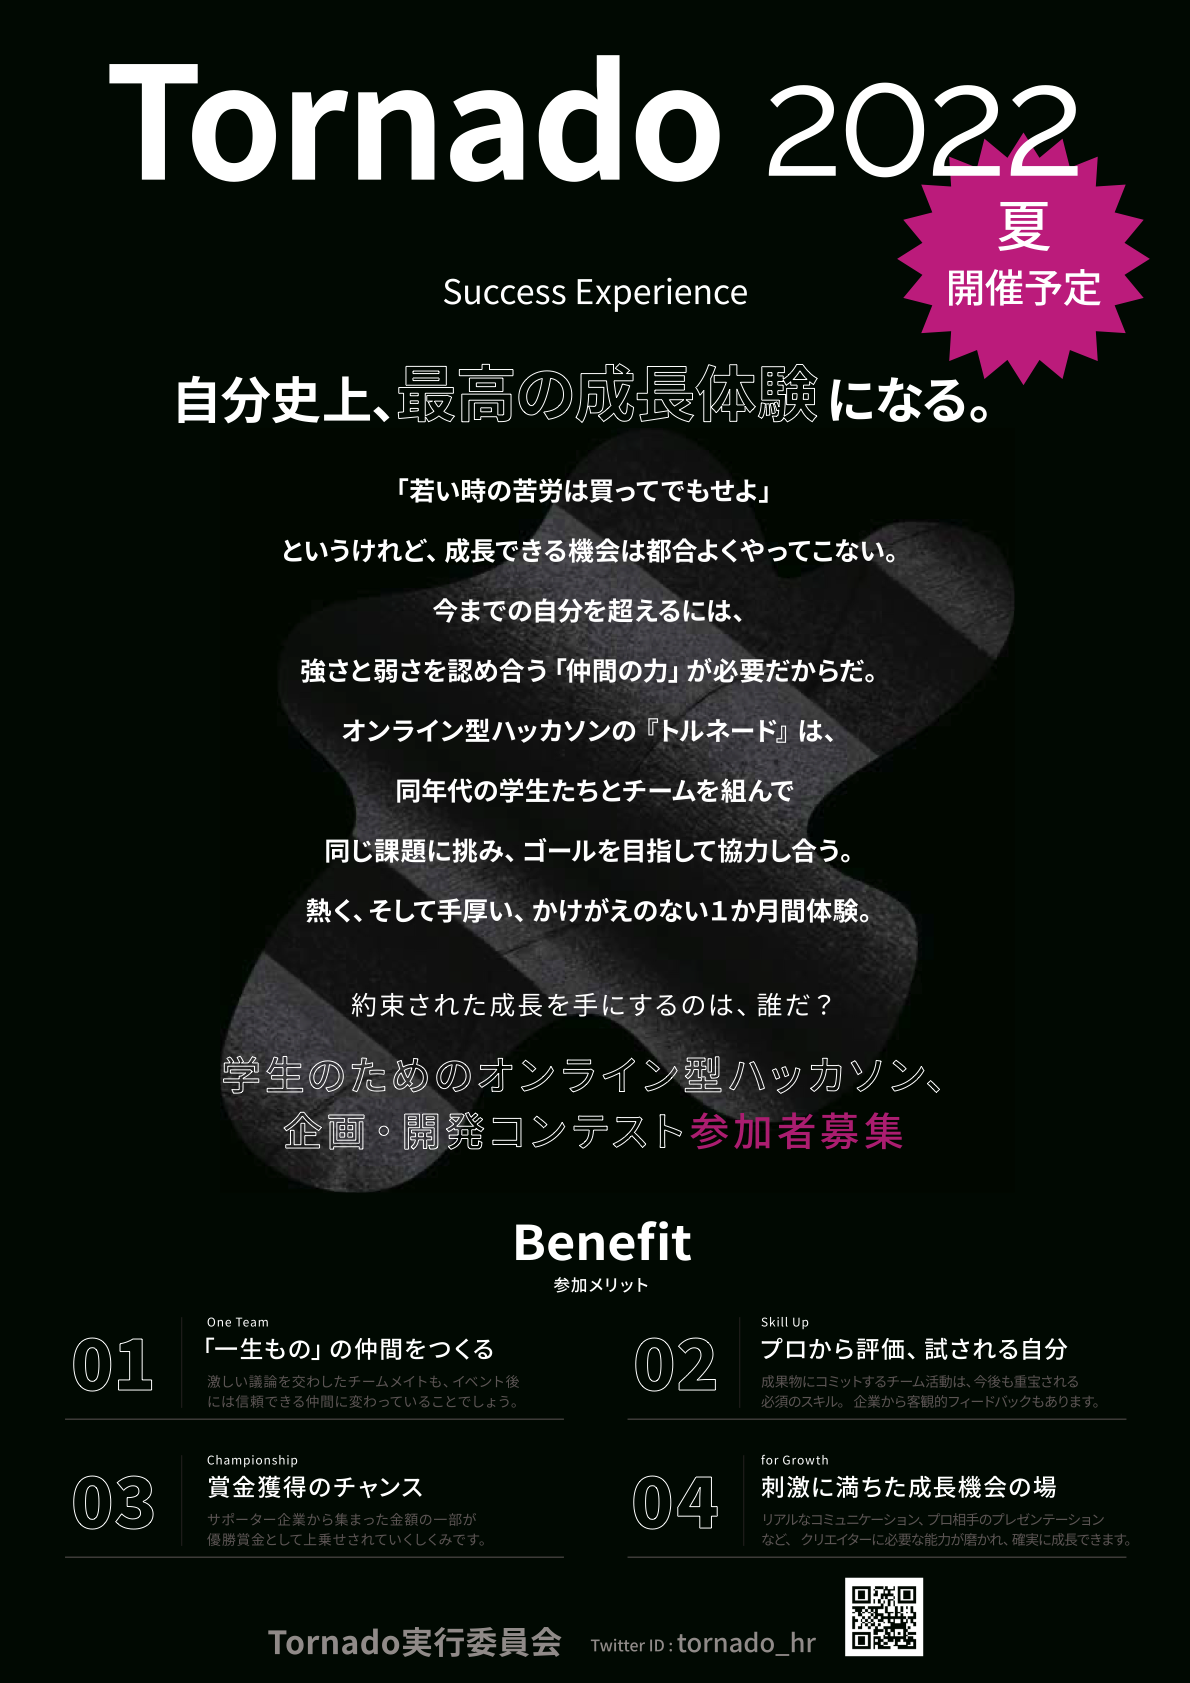 Tornado 2022
夏
開催予定
Success Experience
自分史上、最高の成長体験になる。
「若い時の苦労は買ってでもせよ」
というけれど、成長できる機会は都合よくやってこない。
今までの自分を超えるには、
強さと弱さを認め合う「仲間の力」が必要だからだ。
オンライン型ハッカソンの『トルネード』は、
同年代の学生たちとチームを組んで
同じ課題に挑み、ゴールを目指して協力し合う。
熱く、そして手厚い、かけがえのない1か月間体験。
約束された成長を手にするのは、誰だ？
学生のためのオンライン型ハッカソン、
企画・開発コンテスト参加者募集
Benefit
参加メリット
01
One Team
「一生もの」の仲間をつくる
激しい議論を交わしたチームメイトも、イベント後
には信頼できる仲間に変わっていることでしょう。
02
Skill Up
プロから評価、試される自分
成果物にコミットするチーム活動は、今後も重宝される
必須のスキル。 企業から客観的フィードバックもあります。
03
Championship
賞金獲得のチャンス
サポーター企業から集まった金額の一部が
優勝賞金として上乗せされていくしくみです。
04
for Growth
刺激に満ちた成長機会の場
リアルなコミュニケーション、プロ相手のプレゼンテーション
など、 クリエイターに必要な能力が磨かれ、確実に成長できます。
Tornado実行委員会
Twitter ID : tornado_hr